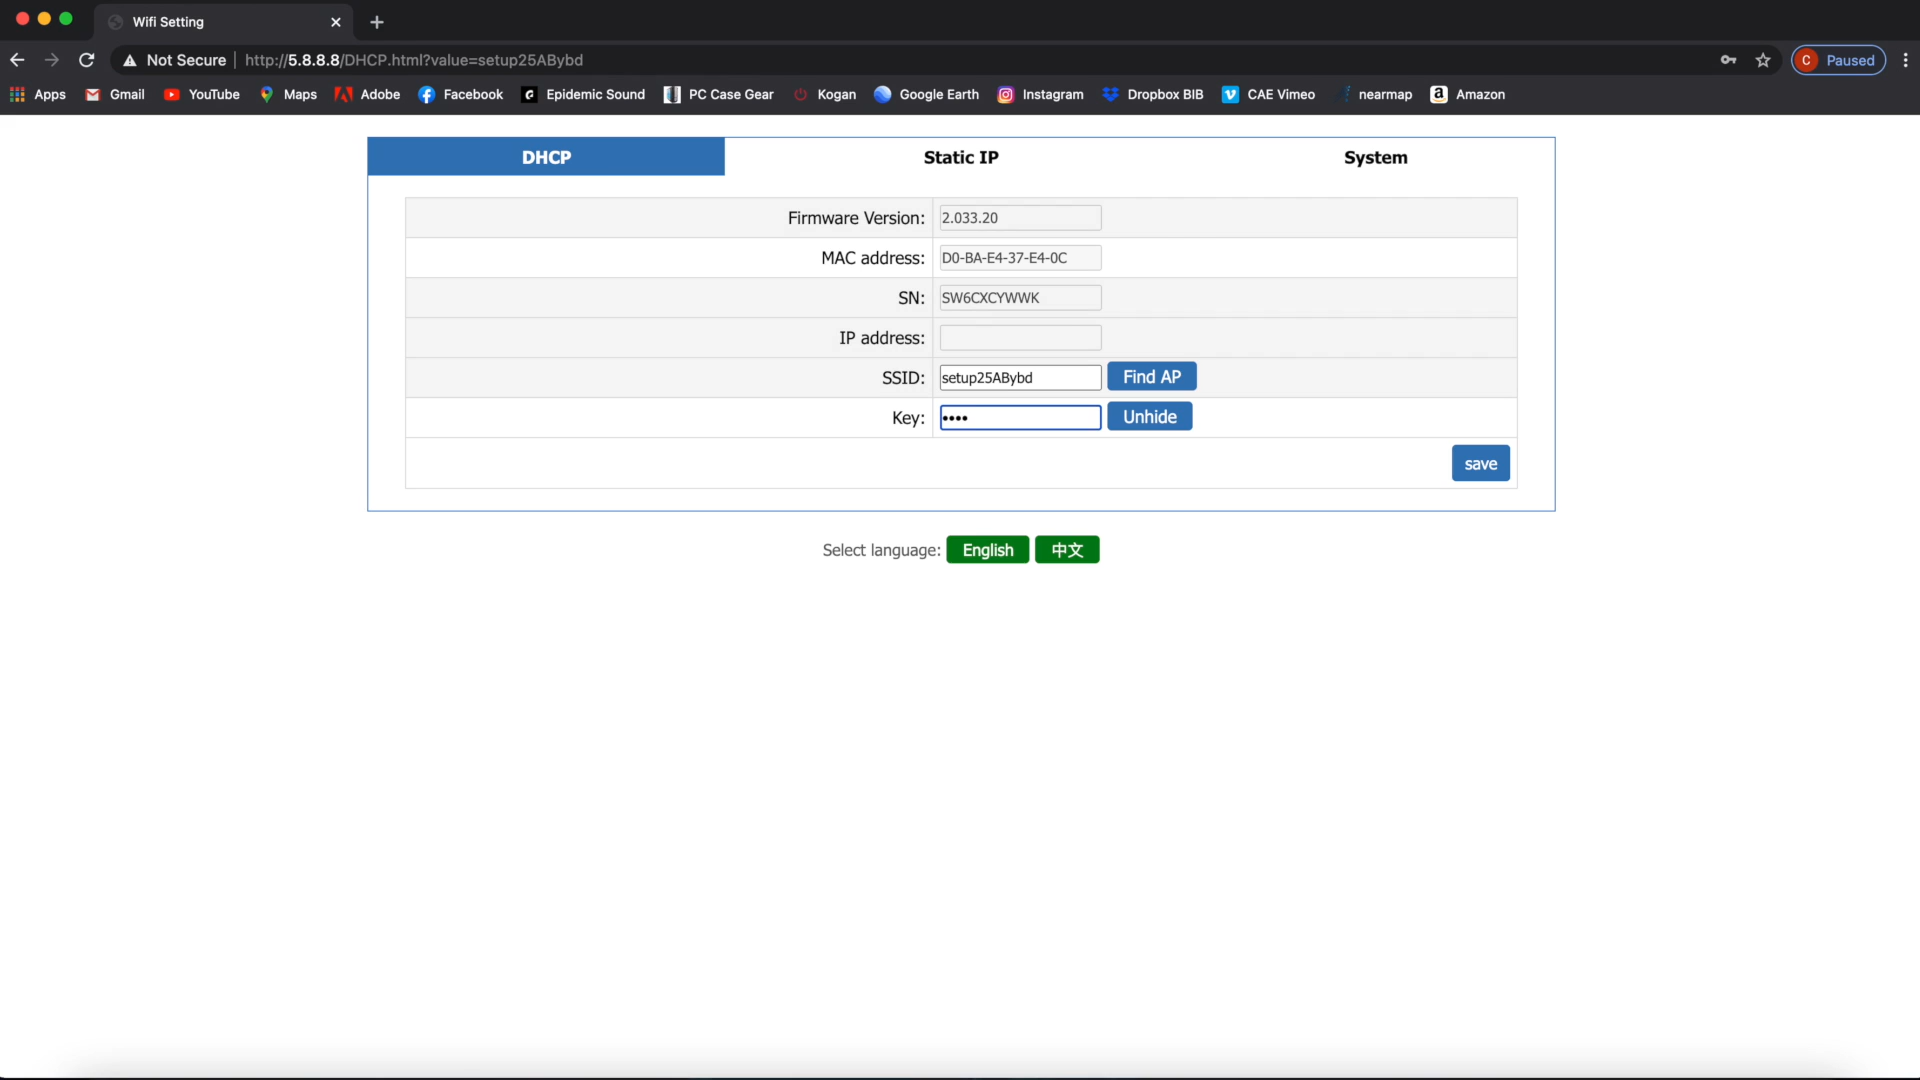 Wifi Setting
Not Secure http://5.8.8.8/DHCP.html?value=setup25ABybd Paused
Apps Gmail YouTube Maps Adobe Facebook Epidemic Sound PC Case Gear Kogan Google Earth Instagram Dropbox BIB CAE Vimeo nearmap Amazon
DHCP Static IP System
Firmware Version: 2.033.20
MAC address: D0-BA-E4-37-E4-0C
SN: SW6CXCYWWK
IP address:
SSID: setup25ABybd Find AP
Key: •••• Unhide
save
Select language: English 中文